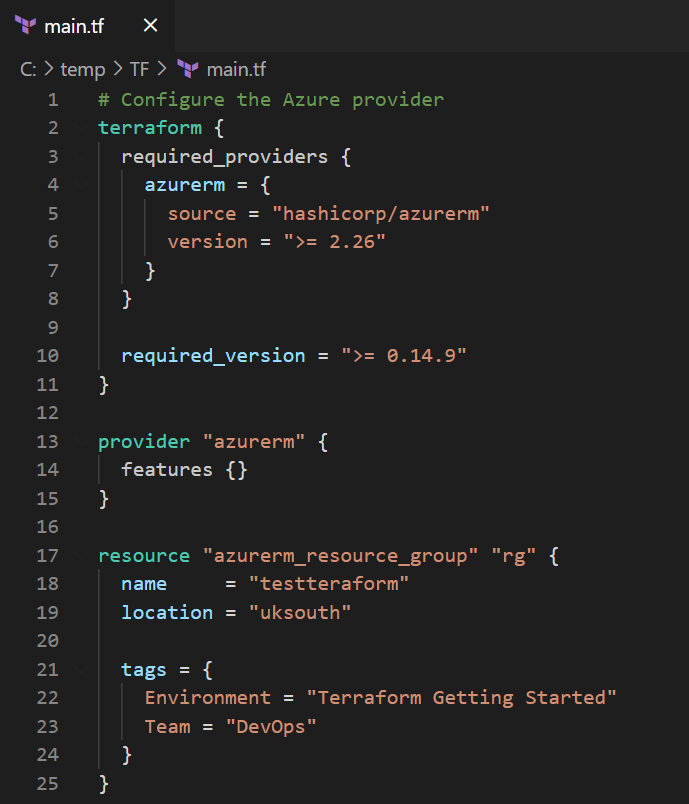 main.tf ×
C: > temp > TF > main.tf
1 # Configure the Azure provider
2 terraform {
3   required_providers {
4     azurerm = {
5       source = "hashicorp/azurerm"
6       version = ">= 2.26"
7     }
8   }
9
10   required_version = ">= 0.14.9"
11 }
12
13 provider "azurerm" {
14   features {}
15 }
16
17 resource "azurerm_resource_group" "rg" {
18   name     = "testteraform"
19   location = "uksouth"
20
21   tags = {
22     Environment = "Terraform Getting Started"
23     Team = "DevOps"
24   }
25 }